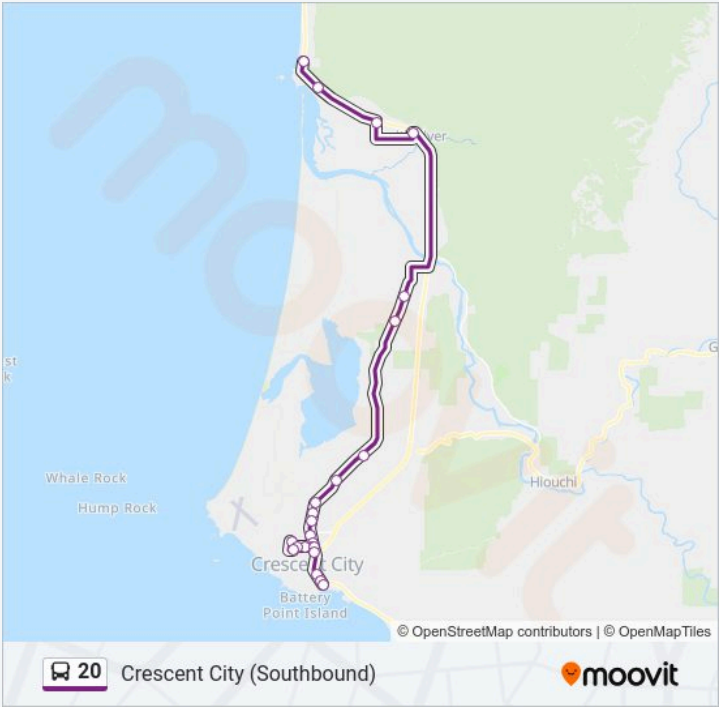 st
k
Whale Rock
Hump Rock
Hiouchi
G
Crescent City
Battery
Point Island
© OpenStreetMap contributors | © OpenMapTiles
20 Crescent City (Southbound)
moovit